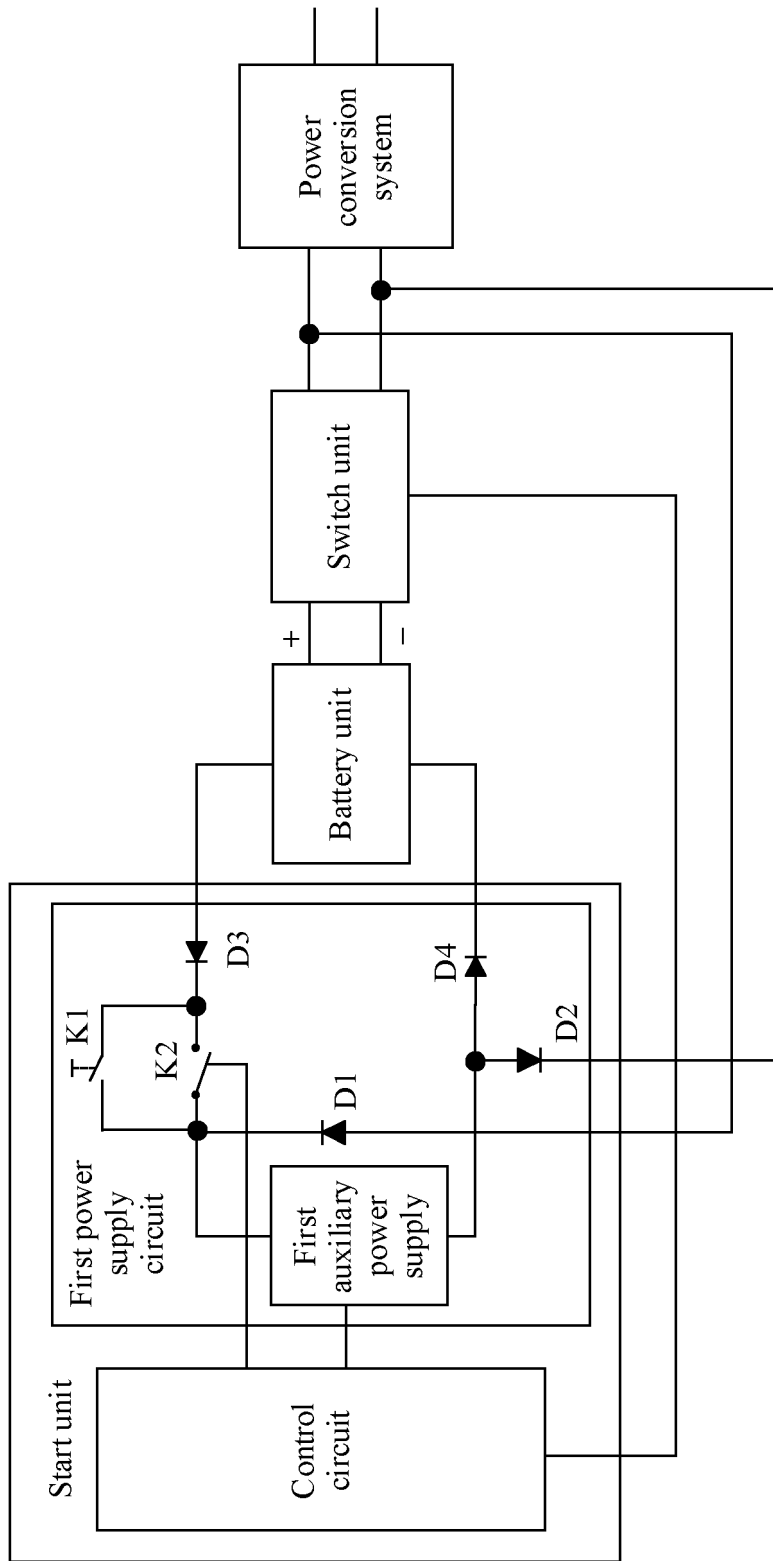 Start unit
Control
circuit
First power
supply
circuit
First
auxiliary
power
supply
K1
K2
D1
D3
D4
D2
Battery unit
+
−
Switch unit
Power
conversion
system